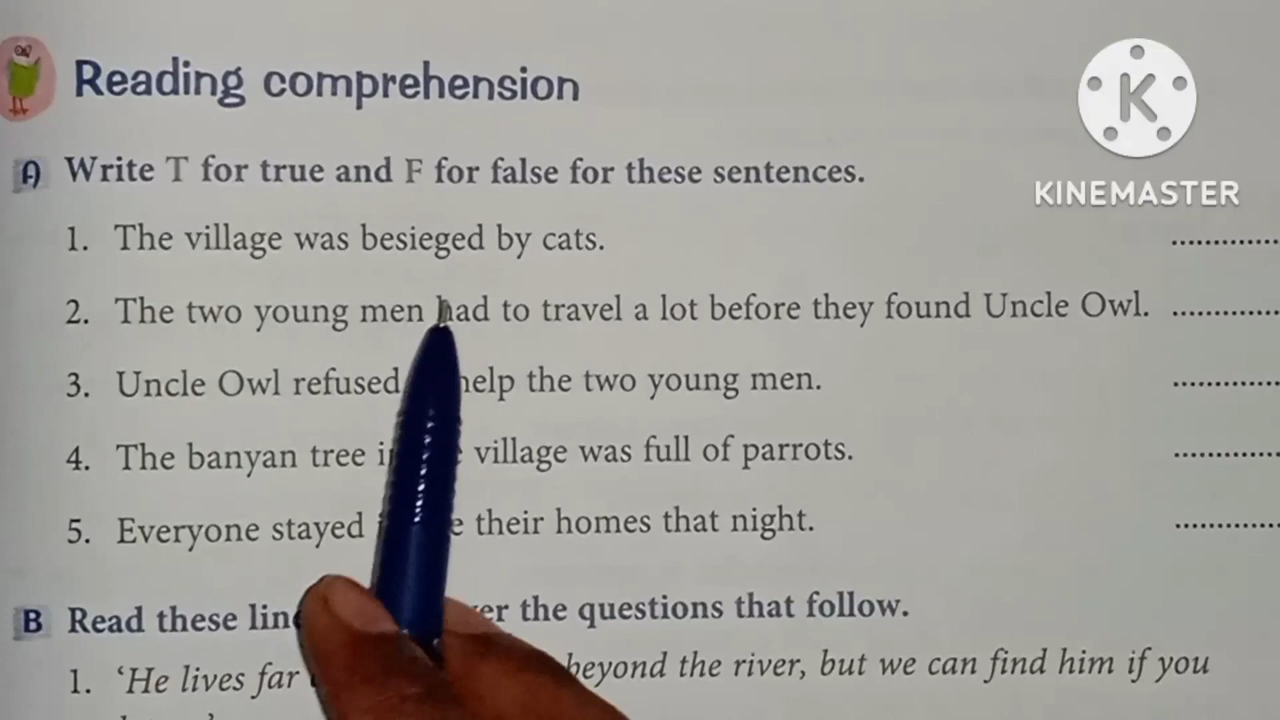 Reading comprehension
K
KINEMASTER
A Write T for true and F for false for these sentences.
1. The village was besieged by cats. ..............
2. The two young men had to travel a lot before they found Uncle Owl. ..............
3. Uncle Owl refused help the two young men. ..............
4. The banyan tree village was full of parrots. ..............
5. Everyone stayed their homes that night. ..............
B Read these the questions that follow.
1. ‘He lives far beyond the river, but we can find him if you